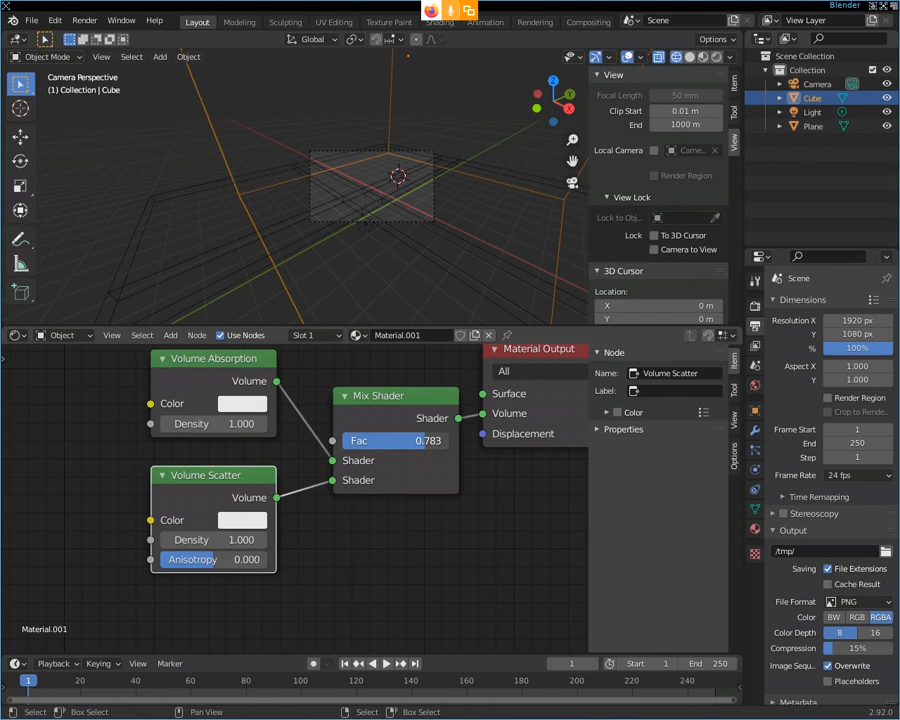 Blender
File Edit Render Window Help Layout Modeling Sculpting UV Editing Texture Paint Shading Animation Rendering Compositing Scene View Layer
Global Options
Object Mode View Select Add Object
Camera Perspective
(1) Collection | Cube
View
Focal Length 50 mm
Clip Start 0.01 m
End 1000 m
Local Camera Came...
Render Region
View Lock
Lock to Obj...
Lock To 3D Cursor
Camera to View
3D Cursor
Location:
X 0 m
Y 0 m
Item
Tool
View
Z
Y
X
Scene Collection
Collection
Camera
Cube
Light
Plane
Object View Select Add Node Use Nodes Slot 1 Material.001
Volume Absorption
Volume
Color
Density 1.000
Volume Scatter
Volume
Color
Density 1.000
Anisotropy 0.000
Mix Shader
Shader
Fac 0.783
Shader
Shader
Material Output
All
Surface
Volume
Displacement
Material.001
Node
Name: Volume Scatter
Label:
Color
Properties
Item
Tool
View
Options
Scene
Dimensions
Resolution X 1920 px
Y 1080 px
% 100%
Aspect X 1.000
Y 1.000
Render Region
Crop to Rende...
Frame Start 1
End 250
Step 1
Frame Rate 24 fps
Time Remapping
Stereoscopy
Output
/tmp/
Saving File Extensions
Cache Result
File Format PNG
Color BW RGB RGBA
Color Depth 8 16
Compression 15%
Image Sequ... Overwrite
Placeholders
Metadata
Playback Keying View Marker 1 Start 1 End 250
1 20 40 60 80 100 120 140 160 180 200 220 240
Select Box Select Pan View Select Box Select 2.92.0